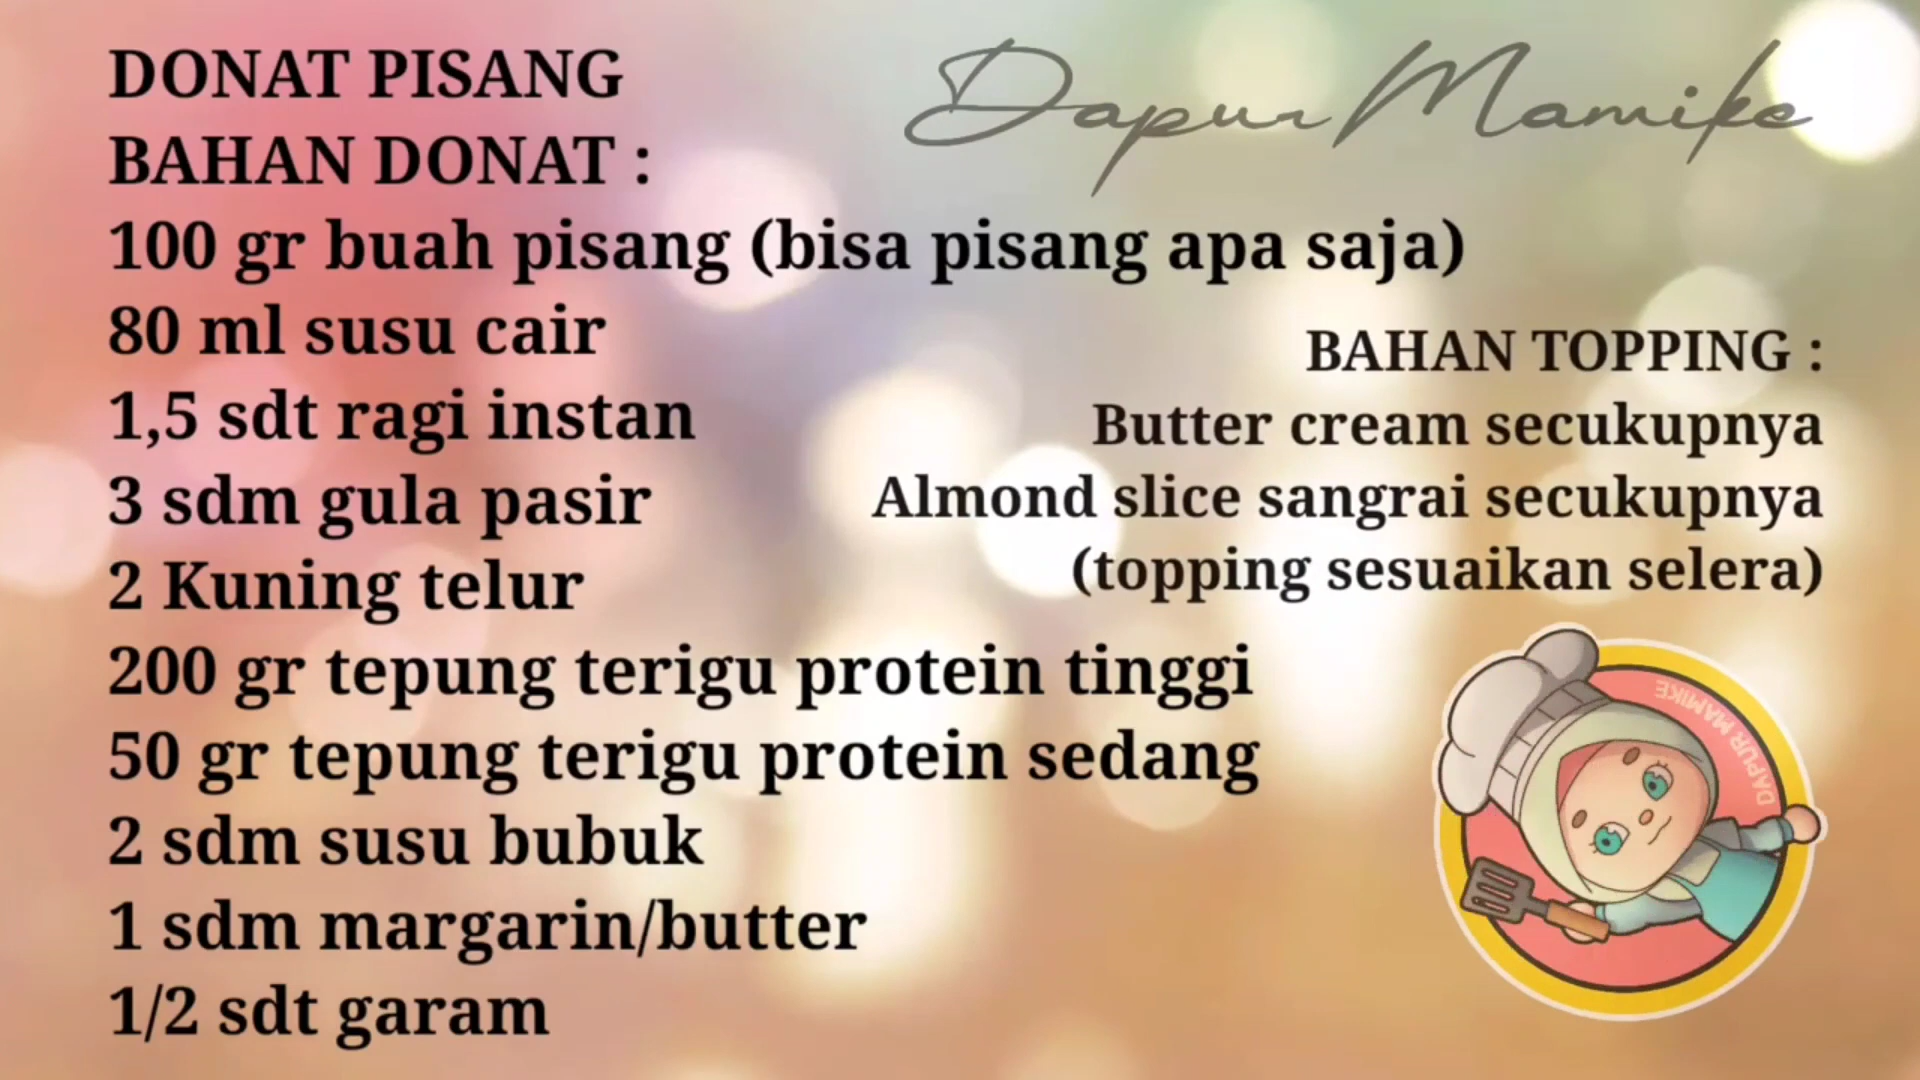 DONAT PISANG
BAHAN DONAT :
100 gr buah pisang (bisa pisang apa saja)
80 ml susu cair
1,5 sdt ragi instan
3 sdm gula pasir
2 Kuning telur
200 gr tepung terigu protein tinggi
50 gr tepung terigu protein sedang
2 sdm susu bubuk
1 sdm margarin/butter
1/2 sdt garam
Dapur Mamike
BAHAN TOPPING :
Butter cream secukupnya
Almond slice sangrai secukupnya
(topping sesuaikan selera)
DAPUR MAMIKE